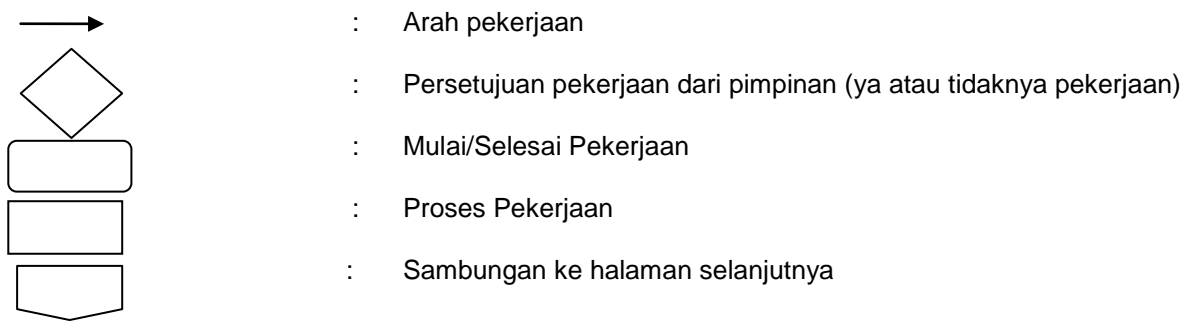 : Arah pekerjaan
: Persetujuan pekerjaan dari pimpinan (ya atau tidaknya pekerjaan)
: Mulai/Selesai Pekerjaan
: Proses Pekerjaan
: Sambungan ke halaman selanjutnya